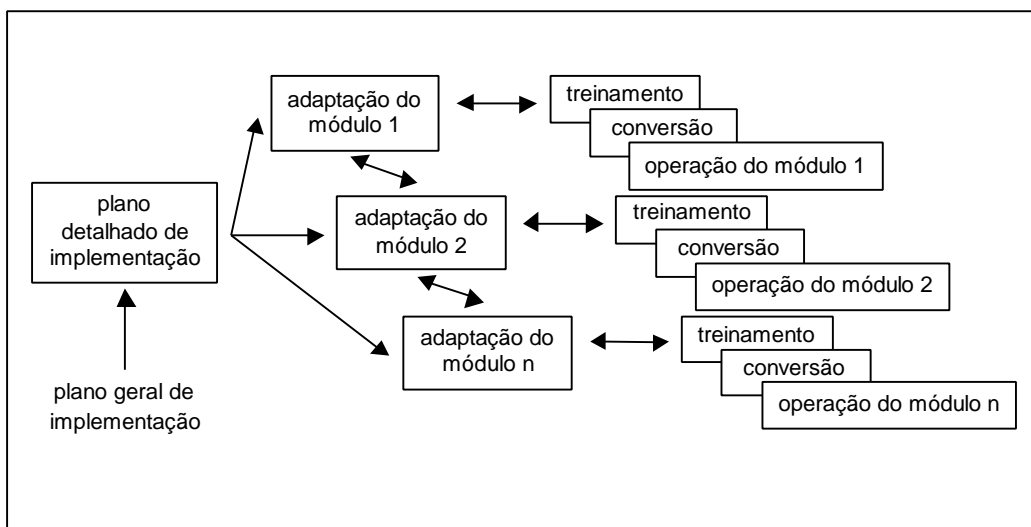 adaptação do
módulo 1
treinamento
conversão
operação do módulo 1
plano
detalhado de
implementação
adaptação do
módulo 2
treinamento
conversão
operação do módulo 2
adaptação do
módulo n
treinamento
conversão
operação do módulo n
plano geral de
implementação